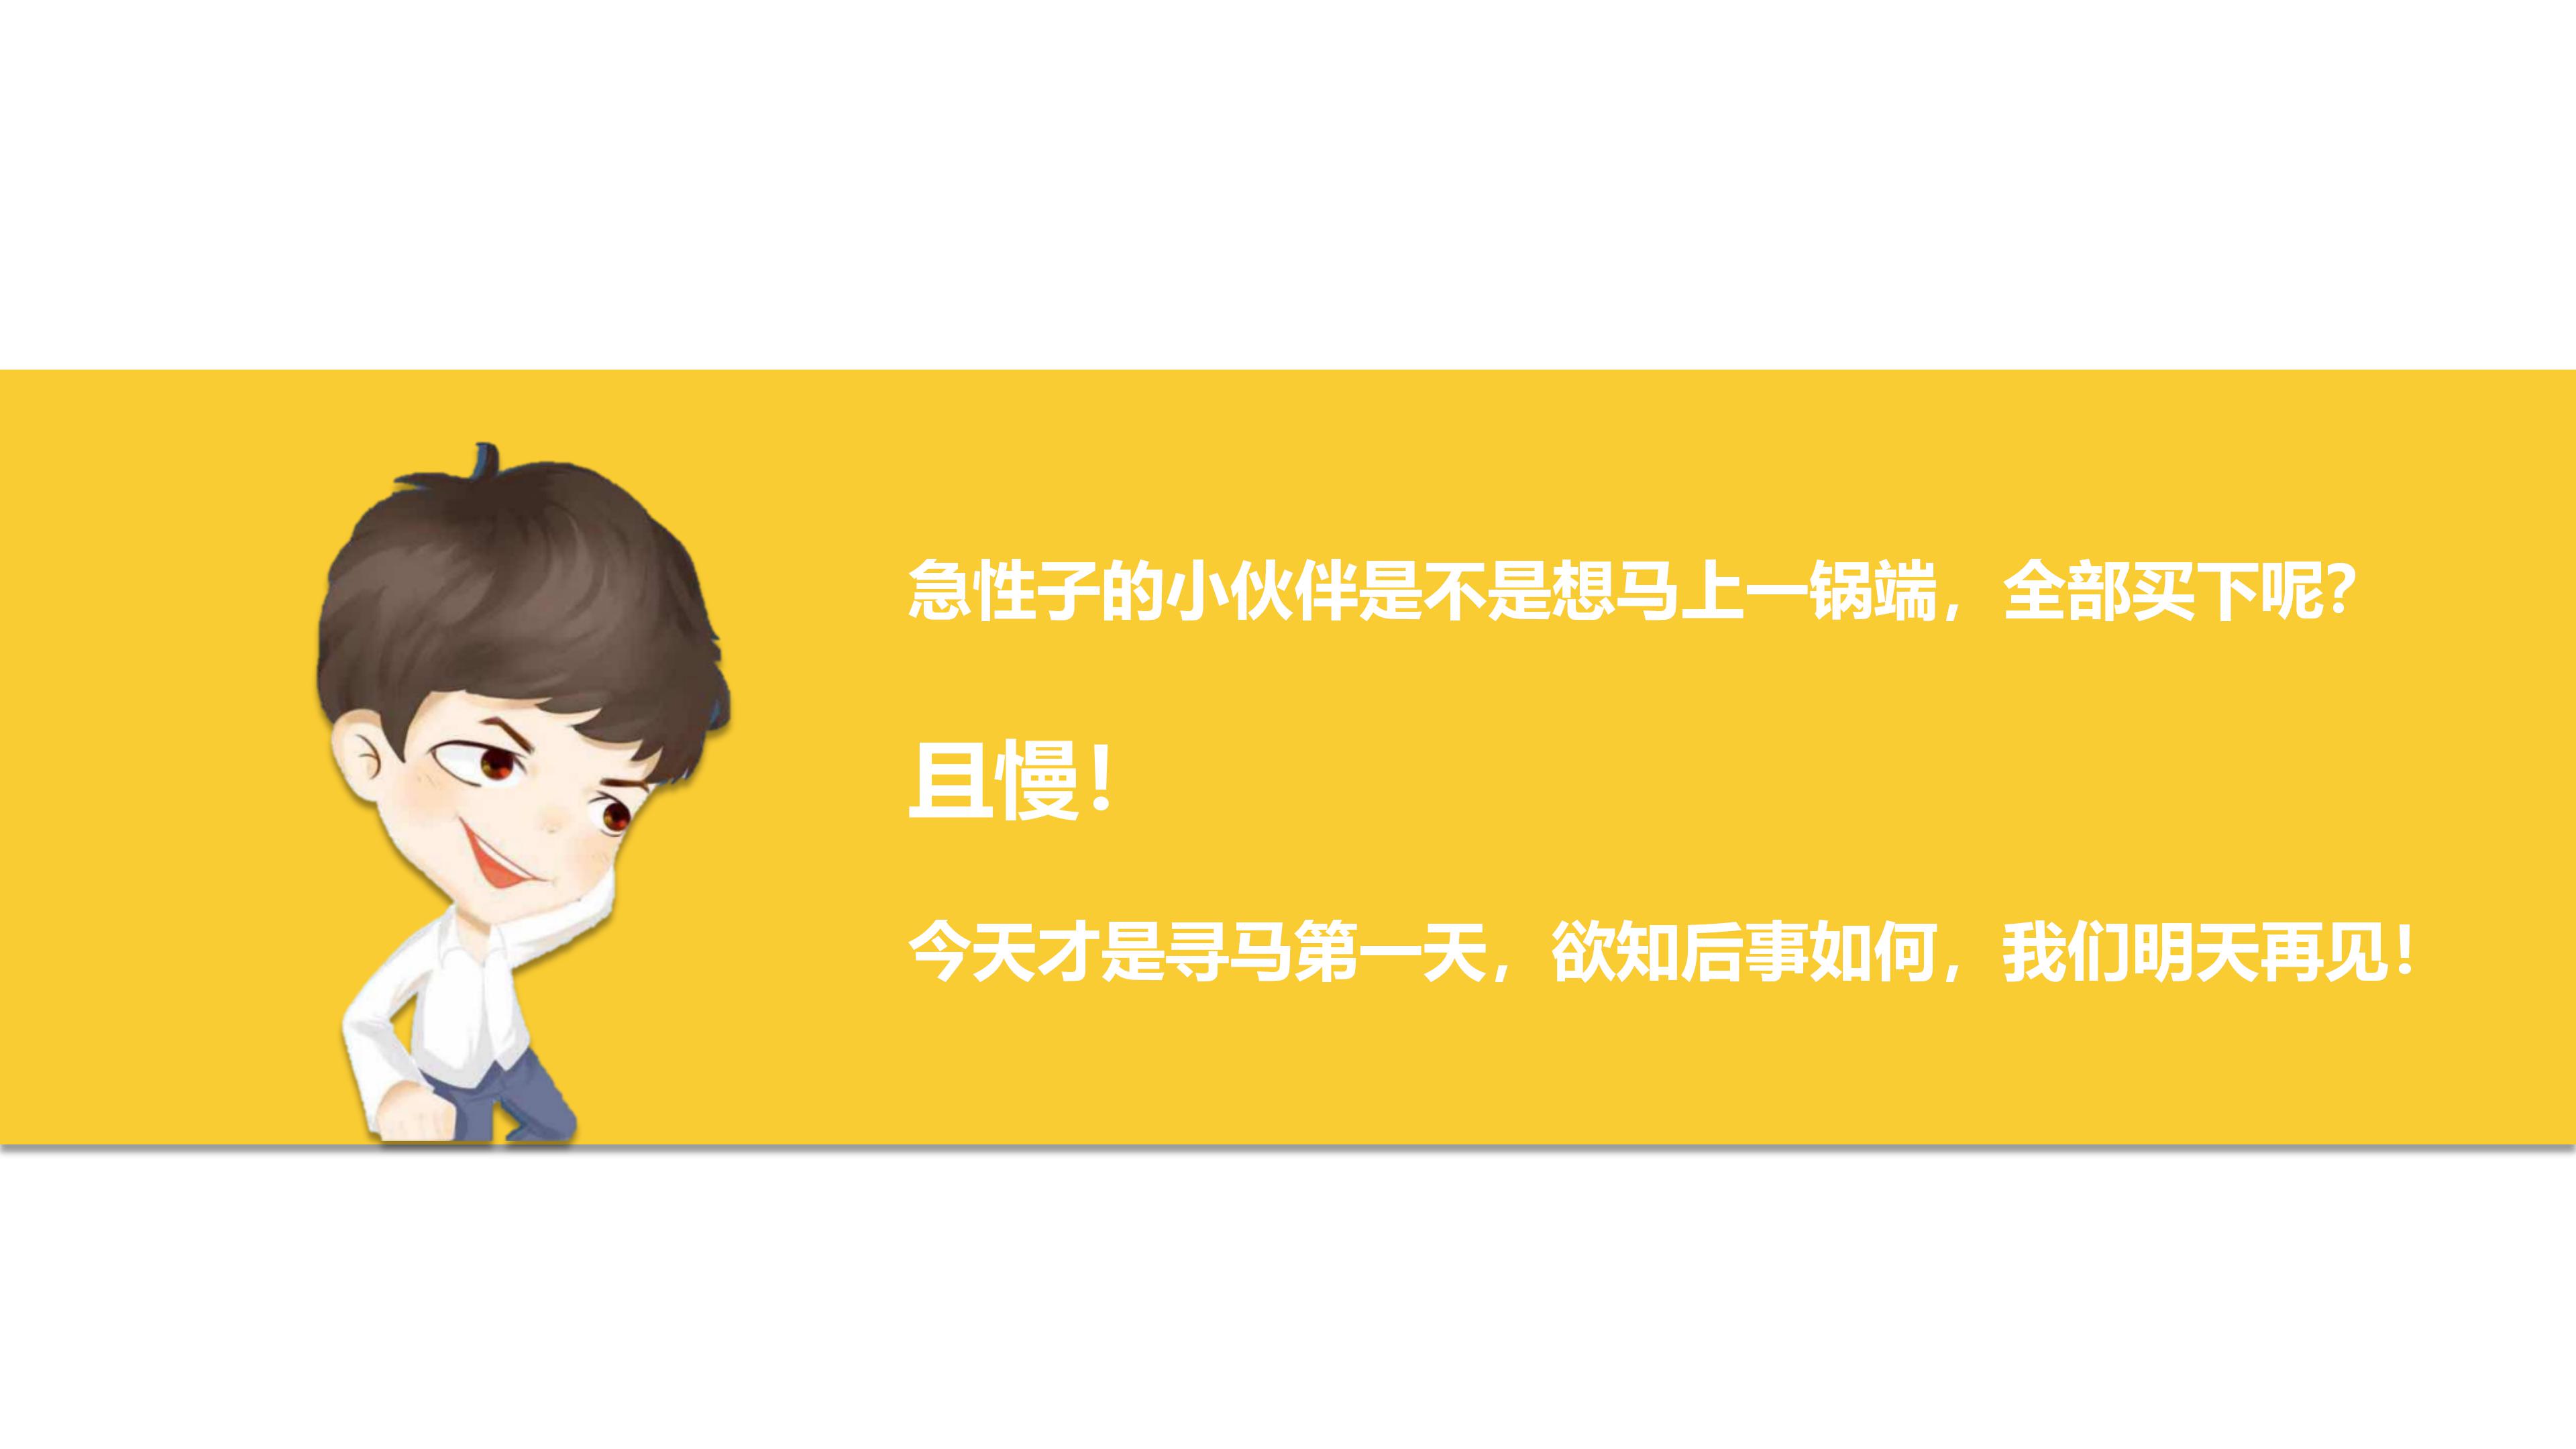 急性子的小伙伴是不是想马上一锅端，全部买下呢？
且慢！
今天才是寻马第一天，欲知后事如何，我们明天再见！